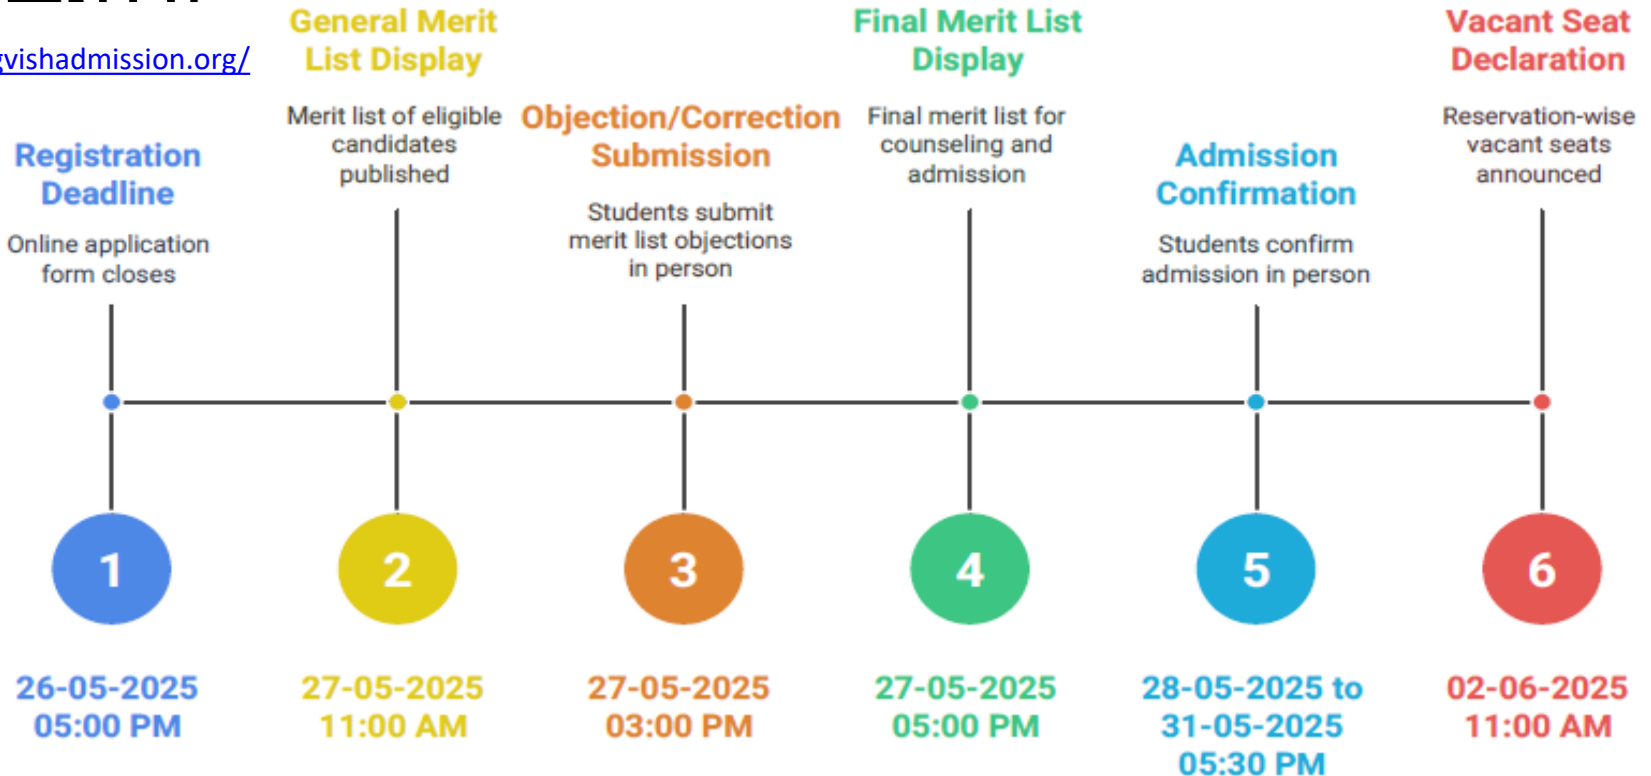 gvishadmission.org/
Registration
Deadline
Online application
form closes
1
26-05-2025
05:00 PM
General Merit
List Display
Merit list of eligible
candidates
published
2
27-05-2025
11:00 AM
Objection/Correction
Submission
Students submit
merit list objections
in person
3
27-05-2025
03:00 PM
Final Merit List
Display
Final merit list for
counseling and
admission
4
27-05-2025
05:00 PM
Admission
Confirmation
Students confirm
admission in person
5
28-05-2025 to
31-05-2025
05:30 PM
Vacant Seat
Declaration
Reservation-wise
vacant seats
announced
6
02-06-2025
11:00 AM